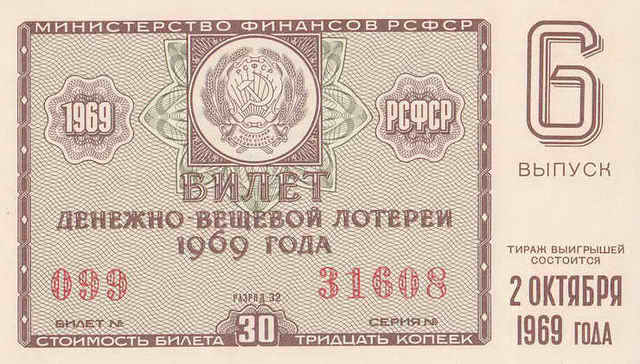 МИНИСТЕРСТВО ФИНАНСОВ РСФСР
6
ВЫПУСК
РСФСР
1969
РСФСР
БИЛЕТ
ДЕНЕЖНО-ВЕЩЕВОЙ ЛОТЕРЕИ
1969 ГОДА
099
РАЗРЯД 32
31608
БИЛЕТ №
30
СЕРИЯ №
СТОИМОСТЬ БИЛЕТА
ТРИДЦАТЬ КОПЕЕК
ТИРАЖ ВЫИГРЫШЕЙ
СОСТОИТСЯ
2 ОКТЯБРЯ
1969 ГОДА